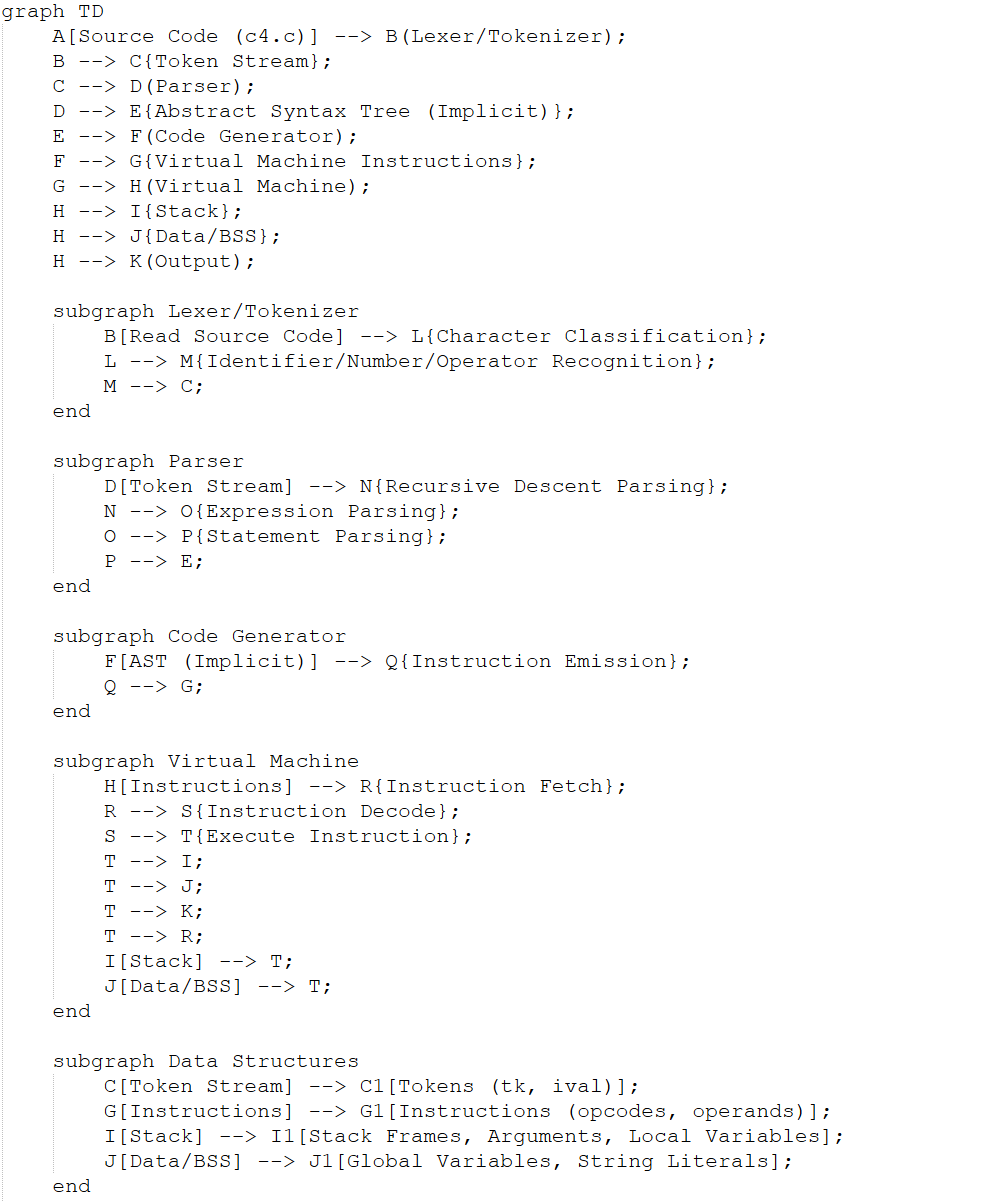 graph TD
    A[Source Code (c4.c)] --> B(Lexer/Tokenizer);
    B --> C{Token Stream};
    C --> D(Parser);
    D --> E{Abstract Syntax Tree (Implicit)};
    E --> F(Code Generator);
    F --> G{Virtual Machine Instructions};
    G --> H(Virtual Machine);
    H --> I{Stack};
    H --> J{Data/BSS};
    H --> K(Output);

    subgraph Lexer/Tokenizer
        B[Read Source Code] --> L{Character Classification};
        L --> M{Identifier/Number/Operator Recognition};
        M --> C;
    end

    subgraph Parser
        D[Token Stream] --> N{Recursive Descent Parsing};
        N --> O{Expression Parsing};
        O --> P{Statement Parsing};
        P --> E;
    end

    subgraph Code Generator
        F[AST (Implicit)] --> Q{Instruction Emission};
        Q --> G;
    end

    subgraph Virtual Machine
        H[Instructions] --> R{Instruction Fetch};
        R --> S{Instruction Decode};
        S --> T{Execute Instruction};
        T --> I;
        T --> J;
        T --> K;
        T --> R;
        I[Stack] --> T;
        J[Data/BSS] --> T;
    end

    subgraph Data Structures
        C[Token Stream] --> C1[Tokens (tk, ival)];
        G[Instructions] --> G1[Instructions (opcodes, operands)];
        I[Stack] --> I1[Stack Frames, Arguments, Local Variables];
        J[Data/BSS] --> J1[Global Variables, String Literals];
    end